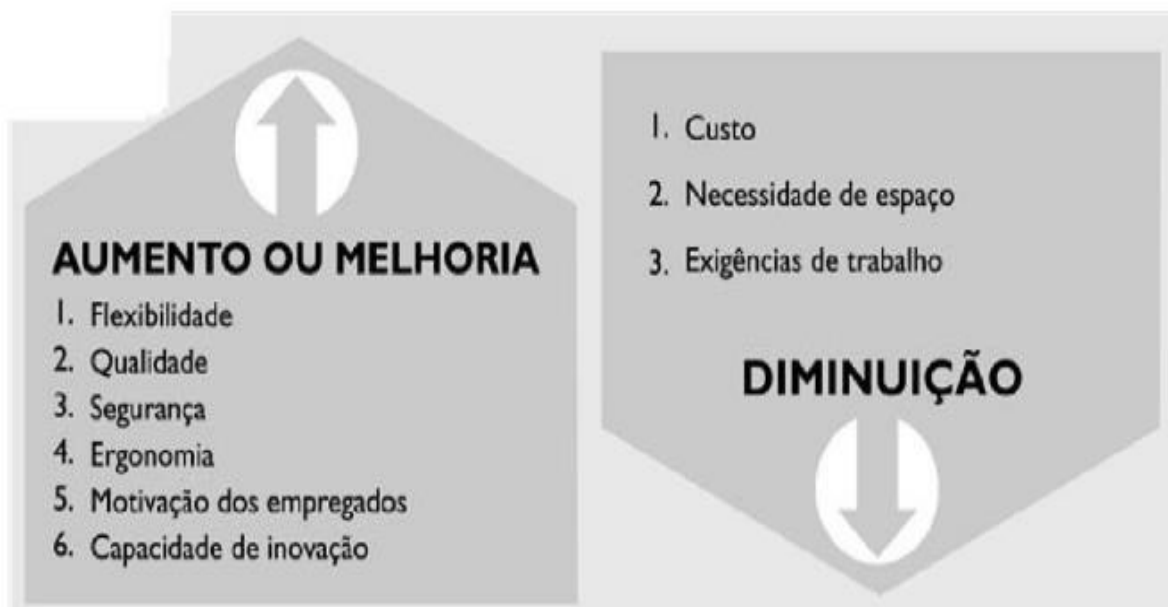 AUMENTO OU MELHORIA
1. Flexibilidade
2. Qualidade
3. Segurança
4. Ergonomia
5. Motivação dos empregados
6. Capacidade de inovação
1. Custo
2. Necessidade de espaço
3. Exigências de trabalho
DIMINUIÇÃO